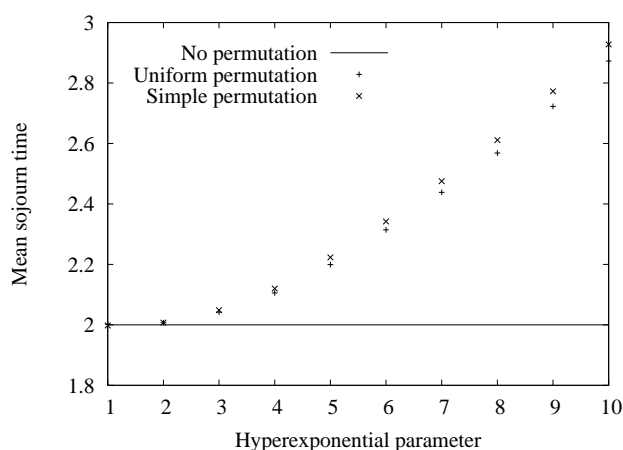 3
2.8
2.6
2.4
2.2
2
1.8
Mean sojourn time
No permutation
Uniform permutation
Simple permutation
1 2 3 4 5 6 7 8 9 10
Hyperexponential parameter